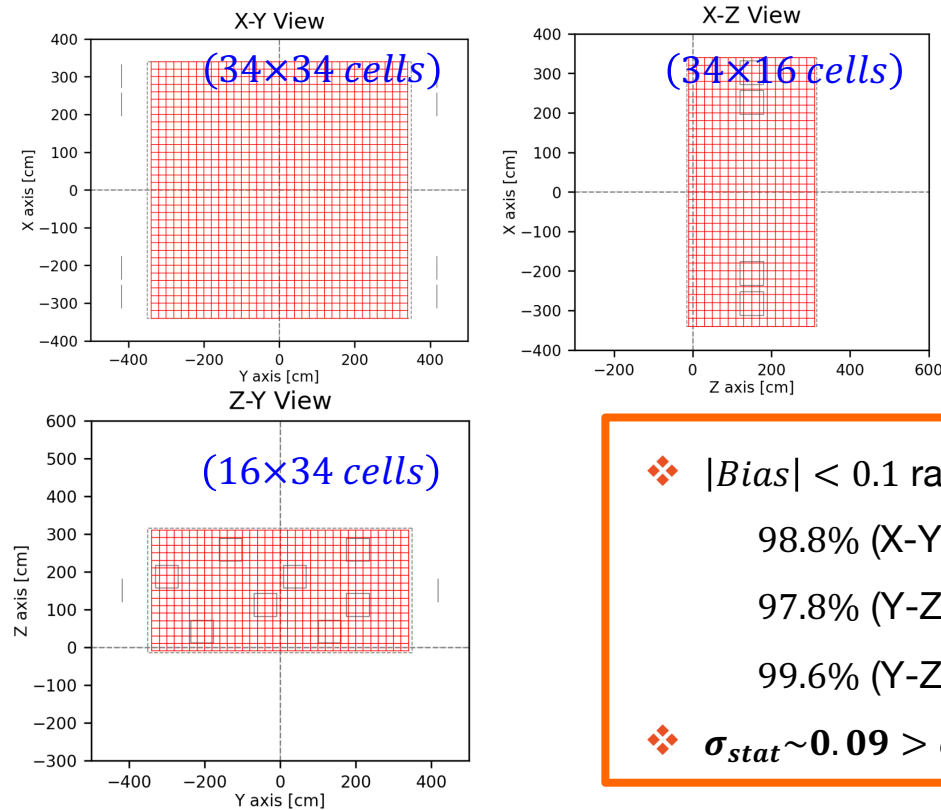 X-Y View
(34×34 cells)
400
300
200
100
0
−100
−200
−300
−400
X axis [cm]
−400 −200 0 200 400
Y axis [cm]
X-Z View
(34×16 cells)
400
300
200
100
0
−100
−200
−300
−400
X axis [cm]
−200 0 200 400 600
Z axis [cm]
Z-Y View
(16×34 cells)
600
500
400
300
200
100
0
−100
−200
−300
Z axis [cm]
−400 −200 0 200 400
Y axis [cm]
❖ |Bias| < 0.1 ra
98.8% (X-Y
97.8% (Y-Z
99.6% (Y-Z
❖ σstat~0.09 >